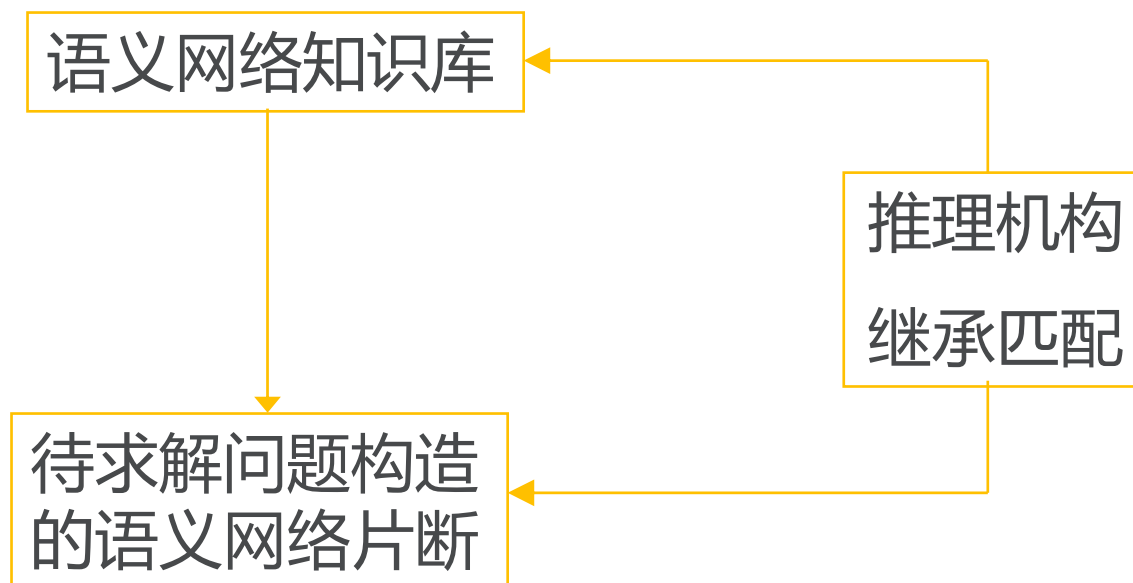 语义网络知识库
推理机构
继承匹配
待求解问题构造
的语义网络片断